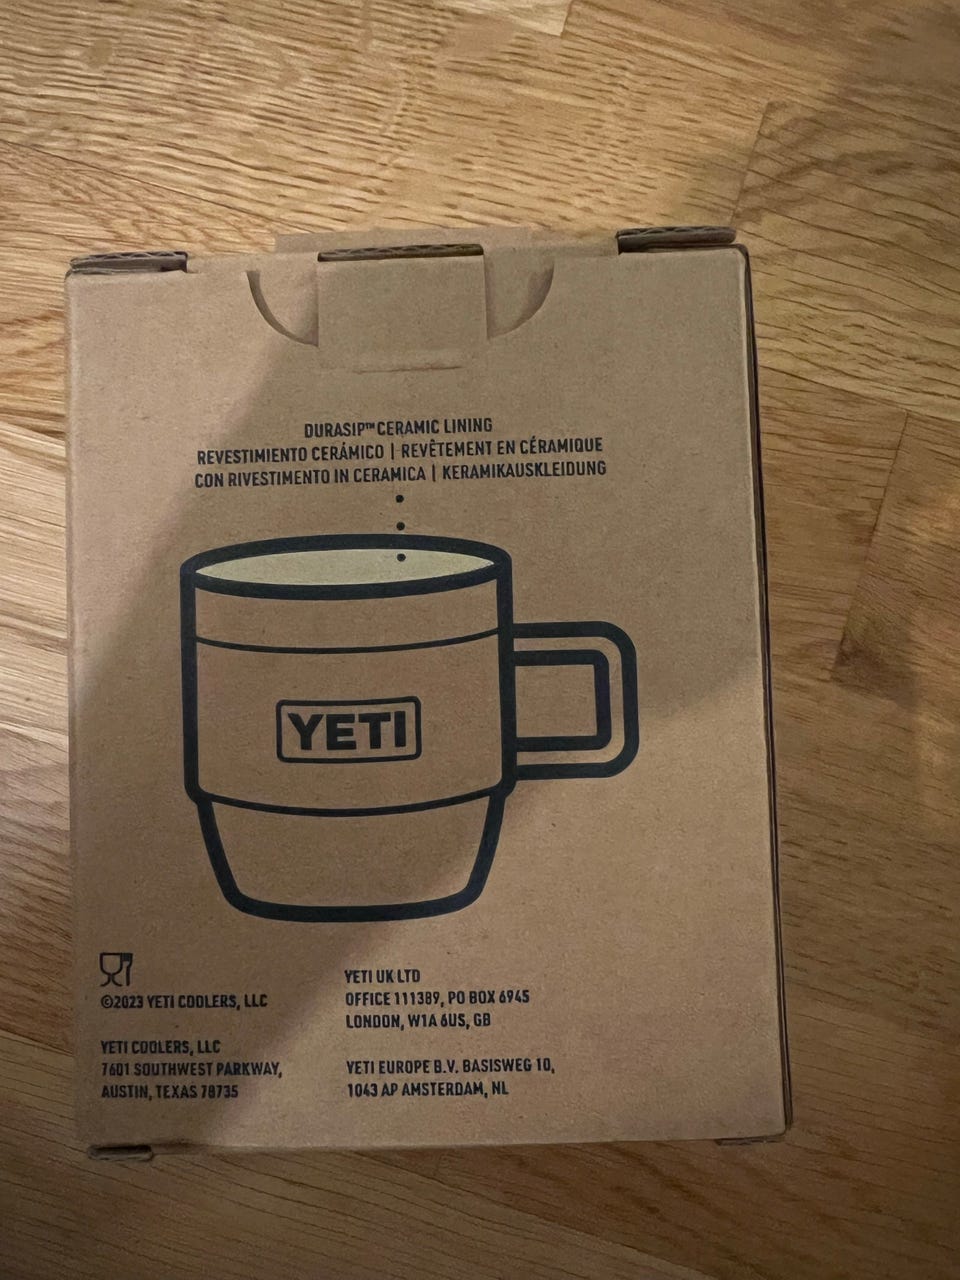 DURASIP™ CERAMIC LINING
REVESTIMIENTO CERÁMICO | REVÊTEMENT EN CÉRAMIQUE
CON RIVESTIMENTO IN CERAMICA | KERAMIKAUSKLEIDUNG
YETI
©2023 YETI COOLERS, LLC
YETI COOLERS, LLC
7601 SOUTHWEST PARKWAY,
AUSTIN, TEXAS 78735
YETI UK LTD
OFFICE 111389, PO BOX 6945
LONDON, W1A 6US, GB
YETI EUROPE B.V. BASISWEG 10,
1043 AP AMSTERDAM, NL